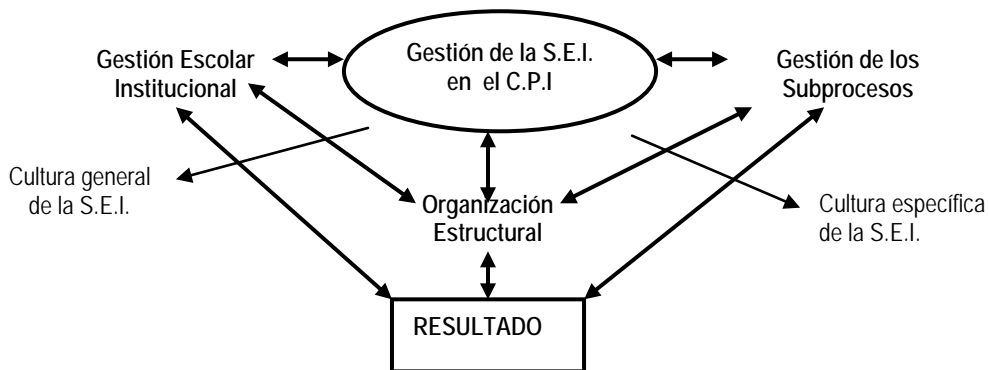 Gestión de la S.E.I.
en el C.P.I
Gestión Escolar
Institucional
Gestión de los
Subprocesos
Cultura general
de la S.E.I.
Organización
Estructural
Cultura específica
de la S.E.I.
RESULTADO